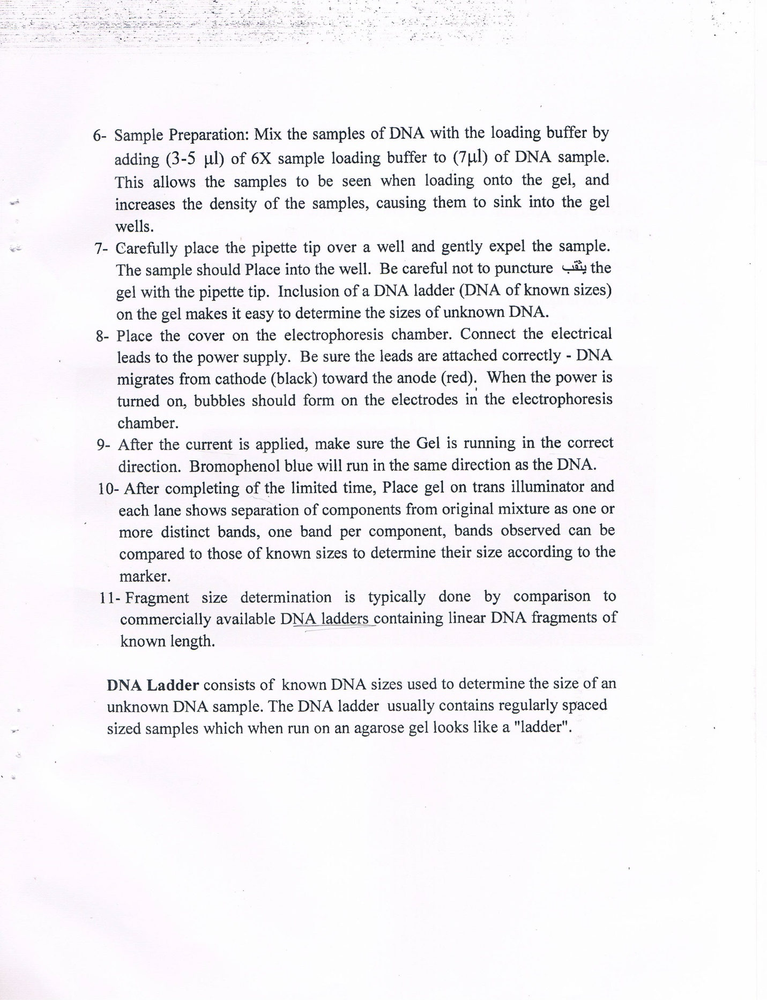 6- Sample Preparation: Mix the samples of DNA with the loading buffer by
adding (3-5 µl) of 6X sample loading buffer to (7µl) of DNA sample.
This allows the samples to be seen when loading onto the gel, and
increases the density of the samples, causing them to sink into the gel
wells.
7- Carefully place the pipette tip over a well and gently expel the sample.
The sample should Place into the well. Be careful not to puncture يثقب the
gel with the pipette tip. Inclusion of a DNA ladder (DNA of known sizes)
on the gel makes it easy to determine the sizes of unknown DNA.
8- Place the cover on the electrophoresis chamber. Connect the electrical
leads to the power supply. Be sure the leads are attached correctly - DNA
migrates from cathode (black) toward the anode (red). When the power is
turned on, bubbles should form on the electrodes in the electrophoresis
chamber.
9- After the current is applied, make sure the Gel is running in the correct
direction. Bromophenol blue will run in the same direction as the DNA.
10- After completing of the limited time, Place gel on trans illuminator and
each lane shows separation of components from original mixture as one or
more distinct bands, one band per component, bands observed can be
compared to those of known sizes to determine their size according to the
marker.
11- Fragment size determination is typically done by comparison to
commercially available DNA ladders containing linear DNA fragments of
known length.
DNA Ladder consists of known DNA sizes used to determine the size of an
unknown DNA sample. The DNA ladder usually contains regularly spaced
sized samples which when run on an agarose gel looks like a "ladder".